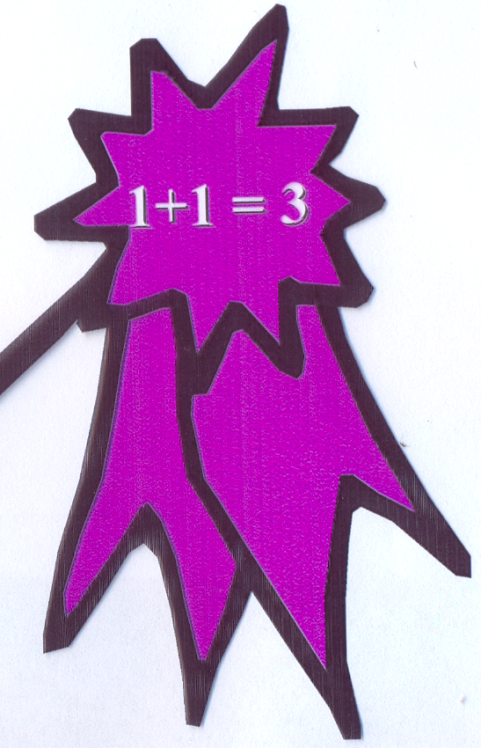 1+1 = 3